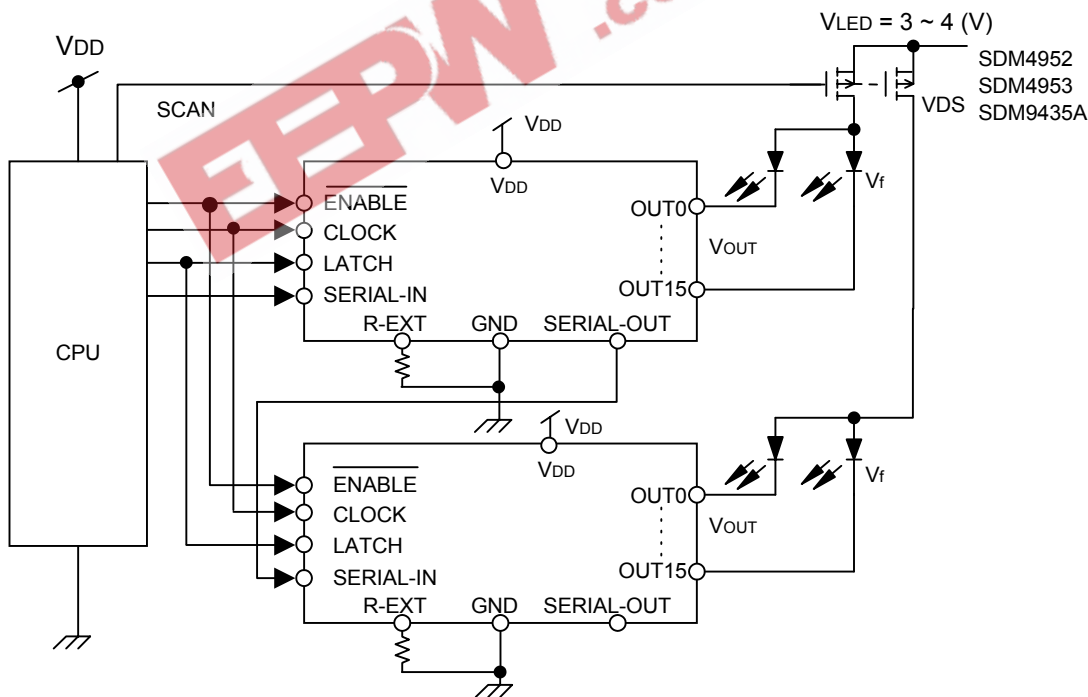 EEPW.co
VLED = 3 ~ 4 (V)
VDD
SDM4952
SDM4953
SDM9435A
SCAN
VDS
VDD
VDD
ENABLE
CLOCK
LATCH
SERIAL-IN
OUT0
VOUT
OUT15
Vf
R-EXT GND SERIAL-OUT
CPU
VDD
VDD
ENABLE
CLOCK
LATCH
SERIAL-IN
OUT0
VOUT
OUT15
Vf
R-EXT GND SERIAL-OUT